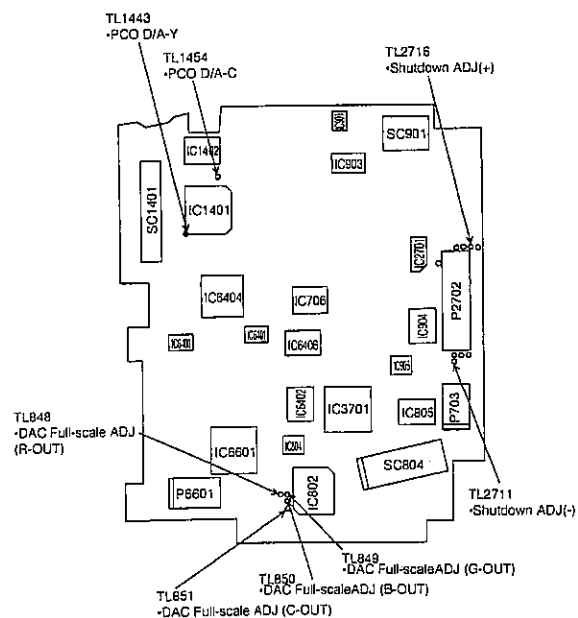 TL1443
•PCO D/A-Y
TL1454
•PCO D/A-C
TL2716
•Shutdown ADJ(+)
SC901
IC1402
IC903
SC1401
IC1401
IC2701
P2702
IC6404
IC706
IC904
IC6401
IC6406
IC905
IC6402
IC3701
IC805
P703
TL848
•DAC Full-scale ADJ
(R-OUT)
IC6601
SC804
P6601
IC802
TL2711
•Shutdown ADJ(-)
TL849
•DAC Full-scaleADJ (G-OUT)
TL850
•DAC Full-scaleADJ (B-OUT)
TL851
•DAC Full-scale ADJ (C-OUT)